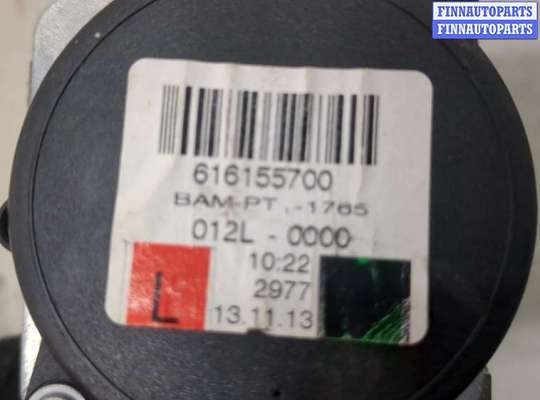 FINNAUTOPARTS
FINNAUTOPARTS
616155700
BAM-PT .-1765
012L - 0000
10:22
2977
L
13.11.13